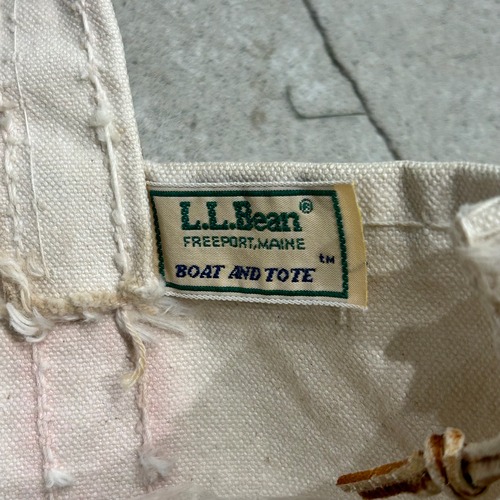 L.L.Bean®
FREEPORT, MAINE
BOAT AND TOTE ™